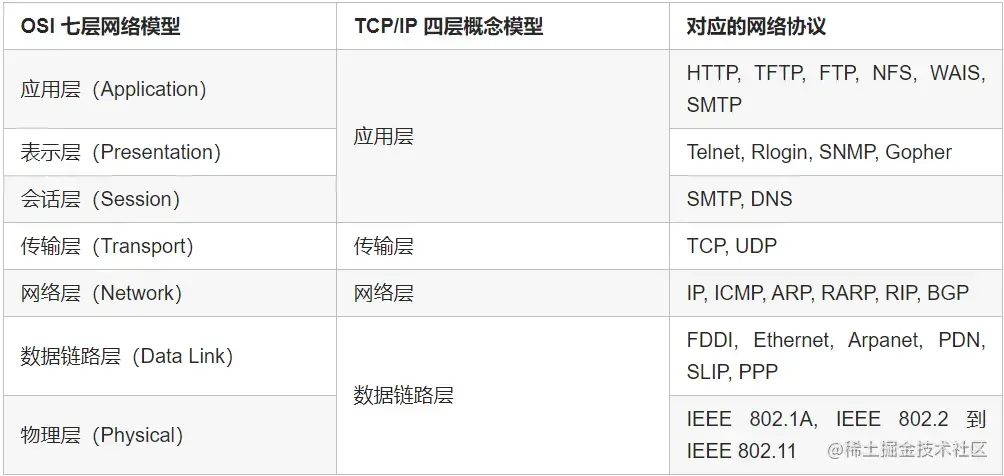 OSI 七层网络模型
TCP/IP 四层概念模型
对应的网络协议
应用层（Application）
应用层
HTTP, TFTP, FTP, NFS, WAIS,
SMTP
表示层（Presentation）
Telnet, Rlogin, SNMP, Gopher
会话层（Session）
SMTP, DNS
传输层（Transport）
传输层
TCP, UDP
网络层（Network）
网络层
IP, ICMP, ARP, RARP, RIP, BGP
数据链路层（Data Link）
数据链路层
FDDI, Ethernet, Arpanet, PDN,
SLIP, PPP
物理层（Physical）
IEEE 802.1A, IEEE 802.2 到
IEEE 802.11
@稀土掘金技术社区